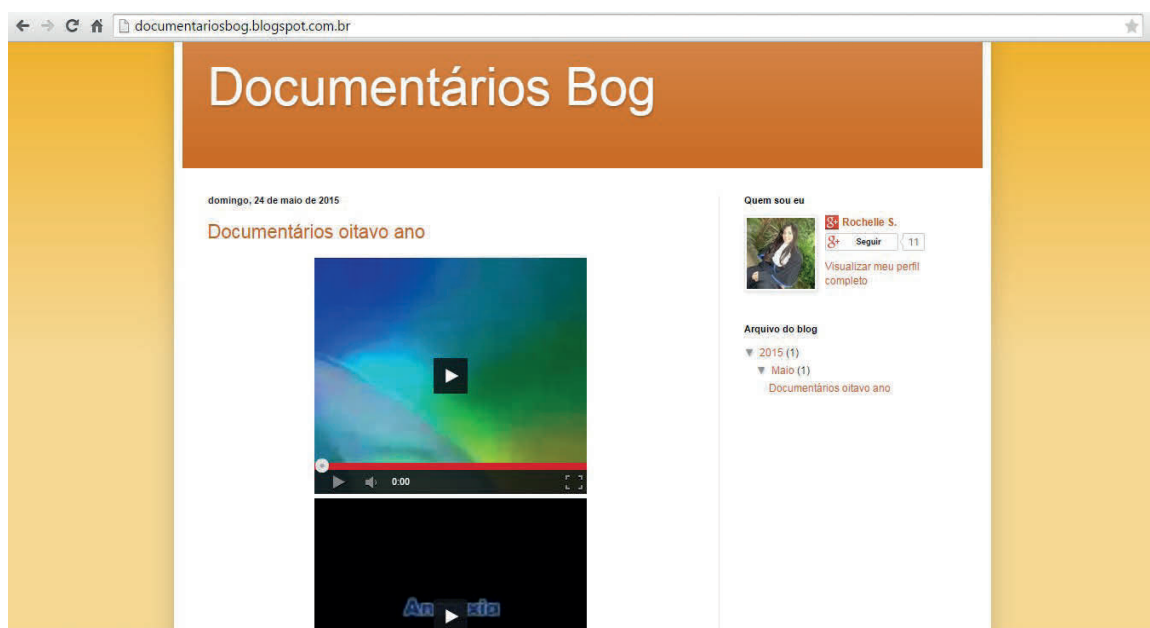 documentariosbog.blogspot.com.br
Documentários Bog
domingo, 24 de maio de 2015
Documentários oitavo ano
0:00
Quem sou eu
Rochelle S.
Seguir 11
Visualizar meu perfil
completo
Arquivo do blog
▼ 2015 (1)
▼ Maio (1)
Documentários oitavo ano